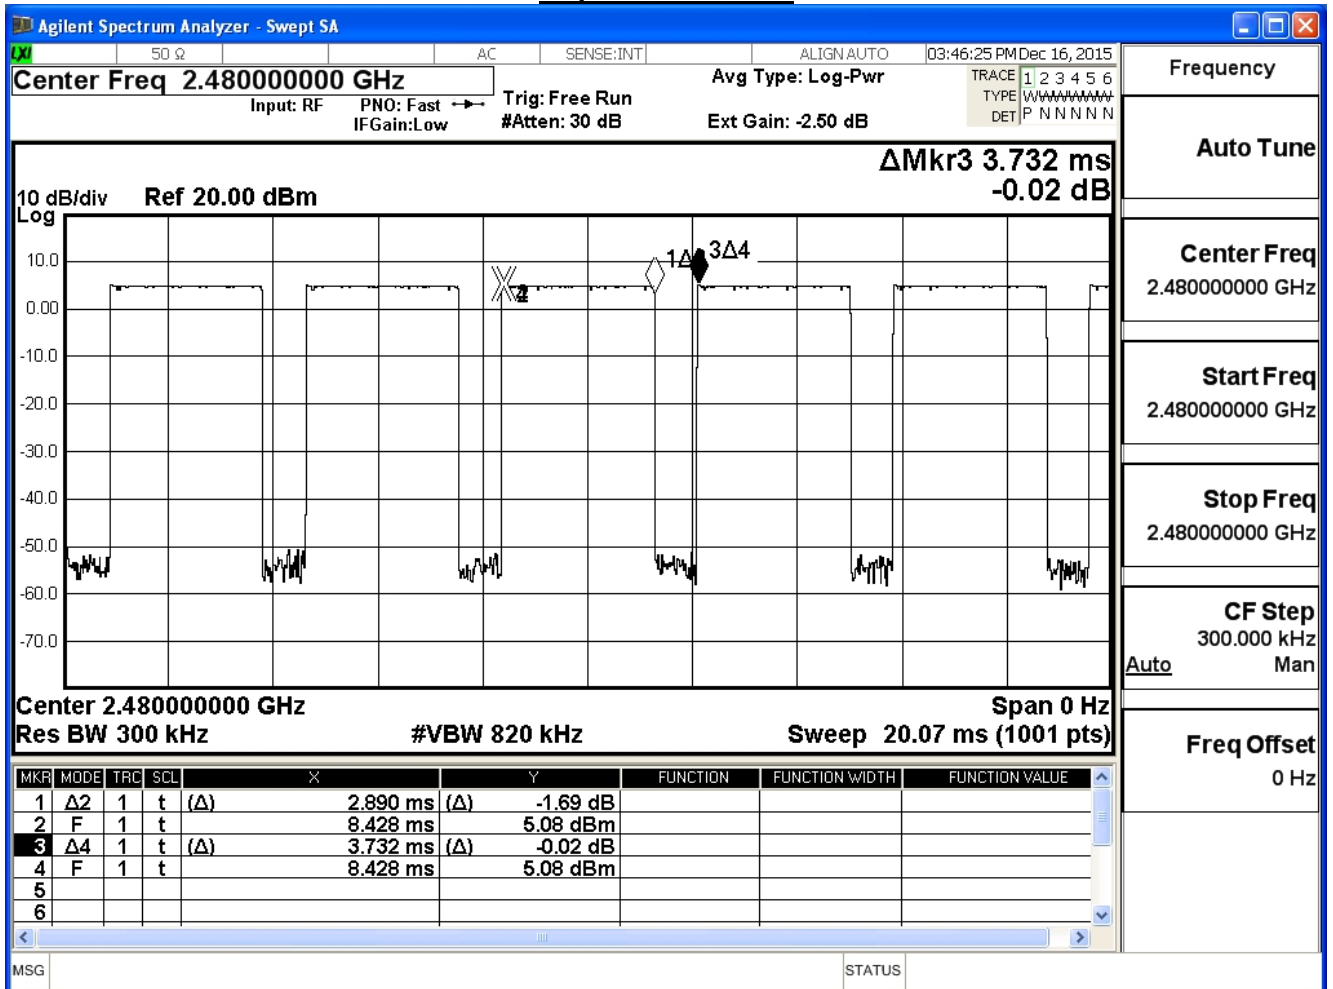 Agilent Spectrum Analyzer - Swept SA
LXI 50 Ω AC SENSE:INT ALIGN AUTO 03:46:25 PM Dec 16, 2015
Center Freq 2.480000000 GHz
Input: RF PNO: Fast IFGain:Low
Trig: Free Run
#Atten: 30 dB
Avg Type: Log-Pwr
Ext Gain: -2.50 dB
TRACE 1 2 3 4 5 6
TYPE WWWWWW
DET P N N N N N
ΔMkr3 3.732 ms
-0.02 dB
10 dB/div Ref 20.00 dBm
Log
10.0
0.00
-10.0
-20.0
-30.0
-40.0
-50.0
-60.0
-70.0
3Δ4
Center 2.480000000 GHz Span 0 Hz
Res BW 300 kHz #VBW 820 kHz Sweep 20.07 ms (1001 pts)
MKR MODE TRC SCL X Y FUNCTION FUNCTION WIDTH FUNCTION VALUE
1 Δ2 1 t (Δ) 2.890 ms (Δ) -1.69 dB
2 F 1 t 8.428 ms 5.08 dBm
3 Δ4 1 t (Δ) 3.732 ms (Δ) -0.02 dB
4 F 1 t 8.428 ms 5.08 dBm
5
6
MSG STATUS
Frequency
Auto Tune
Center Freq
2.480000000 GHz
Start Freq
2.480000000 GHz
Stop Freq
2.480000000 GHz
CF Step
300.000 kHz
Auto Man
Freq Offset
0 Hz